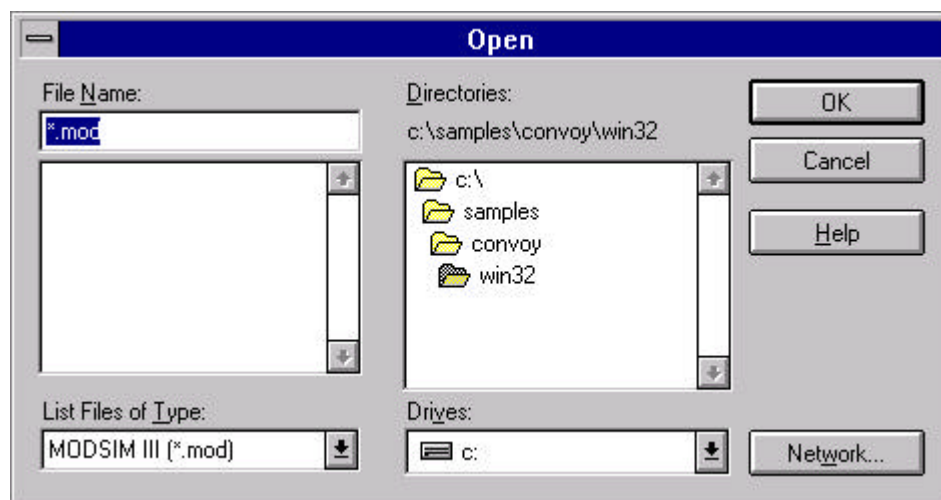 Open
File Name:
*.mod
Directories:
c:\samples\convoy\win32
c:\
samples
convoy
win32
OK
Cancel
Help
List Files of Type:
MODSIM III (*.mod)
Drives:
c:
Network...